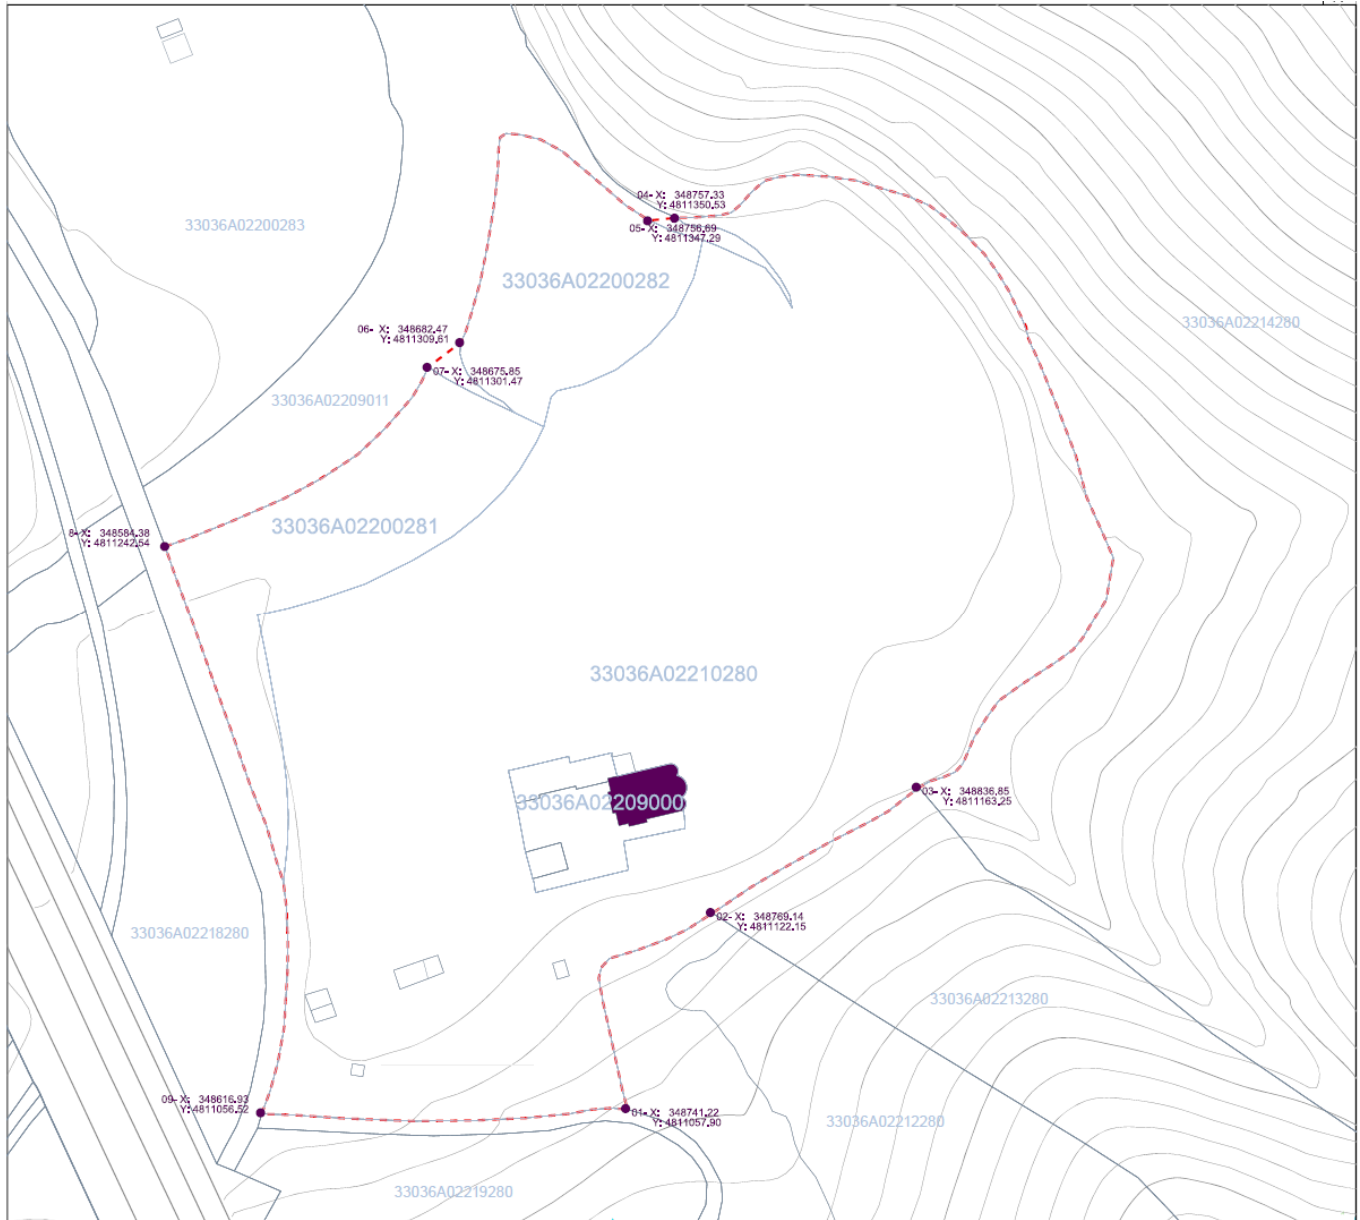 04- X: 348757.33
Y: 4811350.53
33036A02200283
05- X: 348756.69
Y: 4811347.29
33036A02200282
33036A02214280
06- X: 348682.47
Y: 4811309.61
07- X: 348675.85
Y: 4811301.47
33036A02209011
33036A02200281
8- X: 348584.38
Y: 4811242.54
33036A02210280
33036A02209000
03- X: 348836.85
Y: 4811163.25
02- X: 348769.14
Y: 4811122.15
33036A02218280
33036A02213280
09- X: 348616.93
Y: 4811056.52
01- X: 348741.22
Y: 4811057.90
33036A02212280
33036A02219280